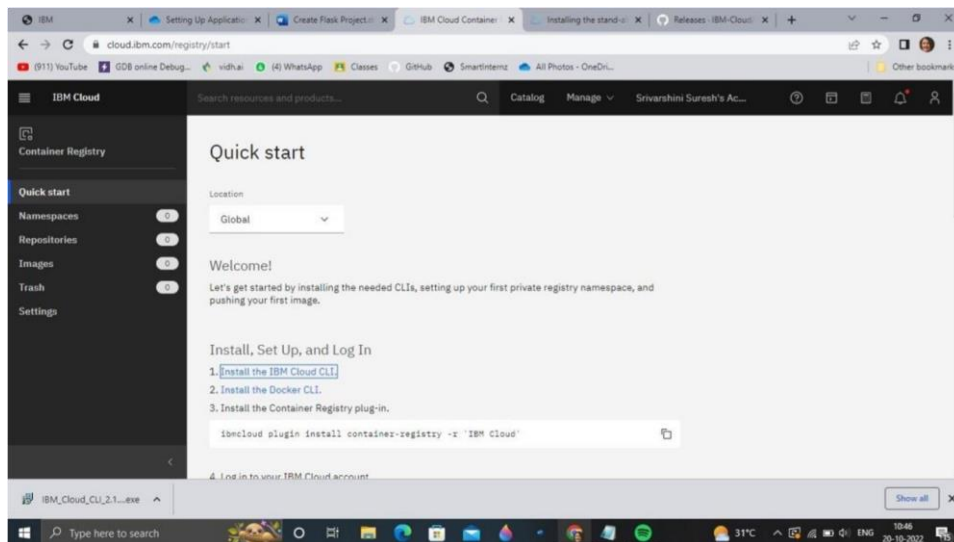 IBM
Setting Up Applicatio
Create Flask Project
IBM Cloud Container
Installing the stand-
Releases · IBM-Cloud
cloud.ibm.com/registry/start
(911) YouTube
GDB online Debug...
vidh.ai
(4) WhatsApp
Classes
GitHub
SmartInternz
All Photos - OneDri...
Other bookmark
IBM Cloud
Search resources and products...
Catalog
Manage
Srivarshini Suresh's Ac...
Container Registry
Quick start
Namespaces 0
Repositories 0
Images 0
Trash 0
Settings
Quick start
Location
Global
Welcome!
Let's get started by installing the needed CLIs, setting up your first private registry namespace, and
pushing your first image.
Install, Set Up, and Log In
1. Install the IBM Cloud CLI.
2. Install the Docker CLI.
3. Install the Container Registry plug-in.
ibmcloud plugin install container-registry -r 'IBM Cloud'
4. Log in to your IBM Cloud account
IBM_Cloud_CLI_2.1....exe
Show all
Type here to search
31°C
ENG
10:46
20-10-2022